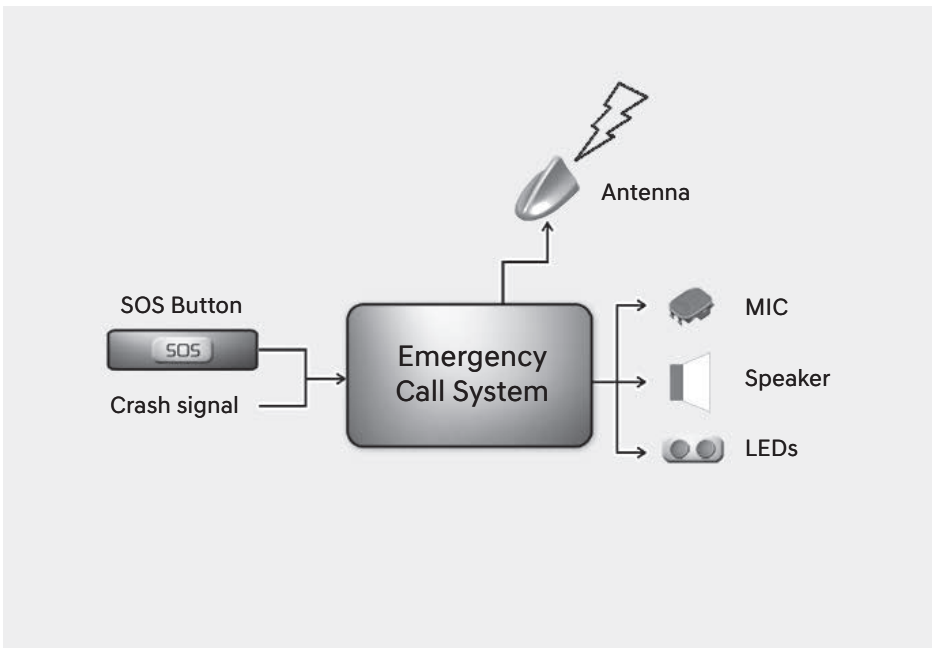 Antenna
SOS Button
SOS
Crash signal
Emergency
Call System
MIC
Speaker
LEDs